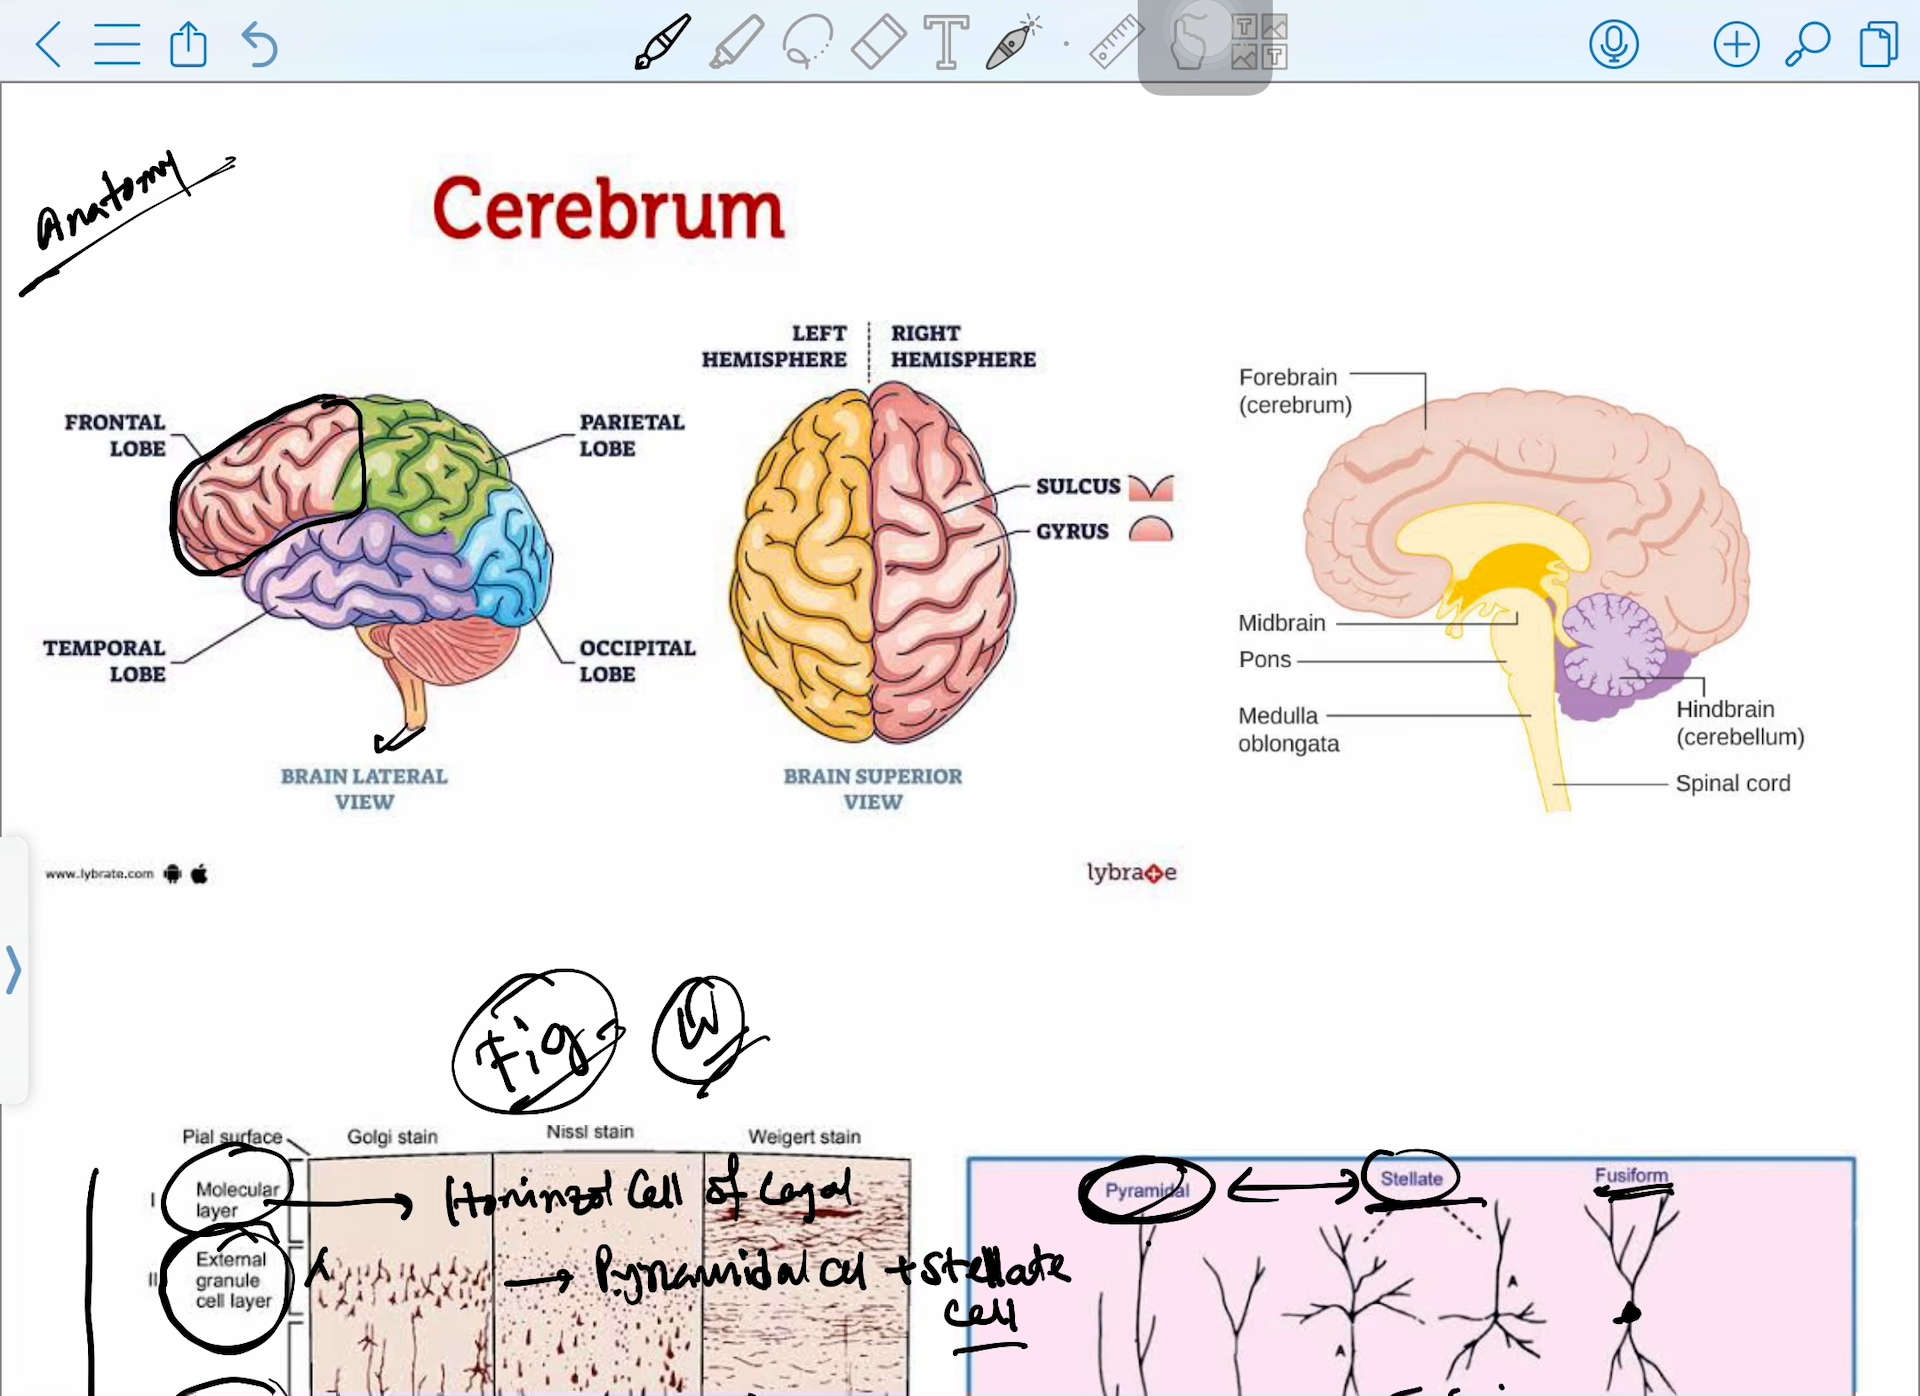 Anatomy
Cerebrum
LEFT
HEMISPHERE
RIGHT
HEMISPHERE
FRONTAL
LOBE
PARIETAL
LOBE
TEMPORAL
LOBE
OCCIPITAL
LOBE
BRAIN LATERAL
VIEW
SULCUS
GYRUS
BRAIN SUPERIOR
VIEW
Forebrain
(cerebrum)
Midbrain
Pons
Medulla
oblongata
Hindbrain
(cerebellum)
Spinal cord
www.lybrate.com
lybrate
Fig
W
Pial surface
Golgi stain
Nissl stain
Weigert stain
I
Molecular
layer
Cell of Cajal
II
External
granule
cell layer
Pyramidal cell + Stellate
Cell
Pyramidal
Stellate
Fusiform
A
A